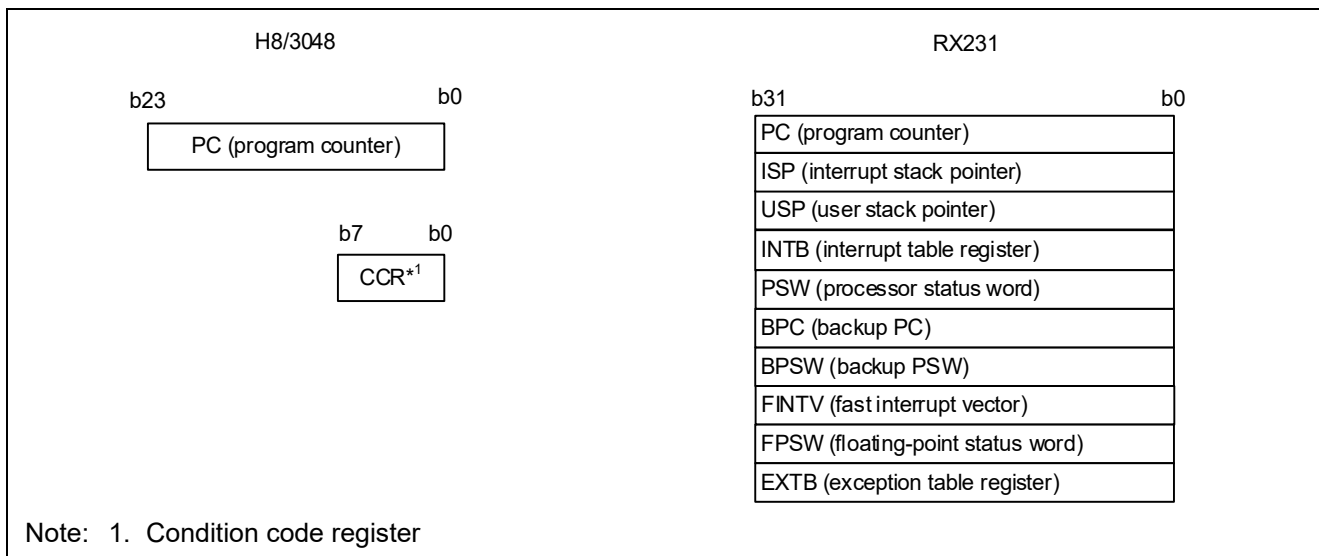 H8/3048
b23 b0
PC (program counter)
b7 b0
CCR*1
RX231
b31 b0
PC (program counter)
ISP (interrupt stack pointer)
USP (user stack pointer)
INTB (interrupt table register)
PSW (processor status word)
BPC (backup PC)
BPSW (backup PSW)
FINTV (fast interrupt vector)
FPSW (floating-point status word)
EXTB (exception table register)
Note: 1. Condition code register